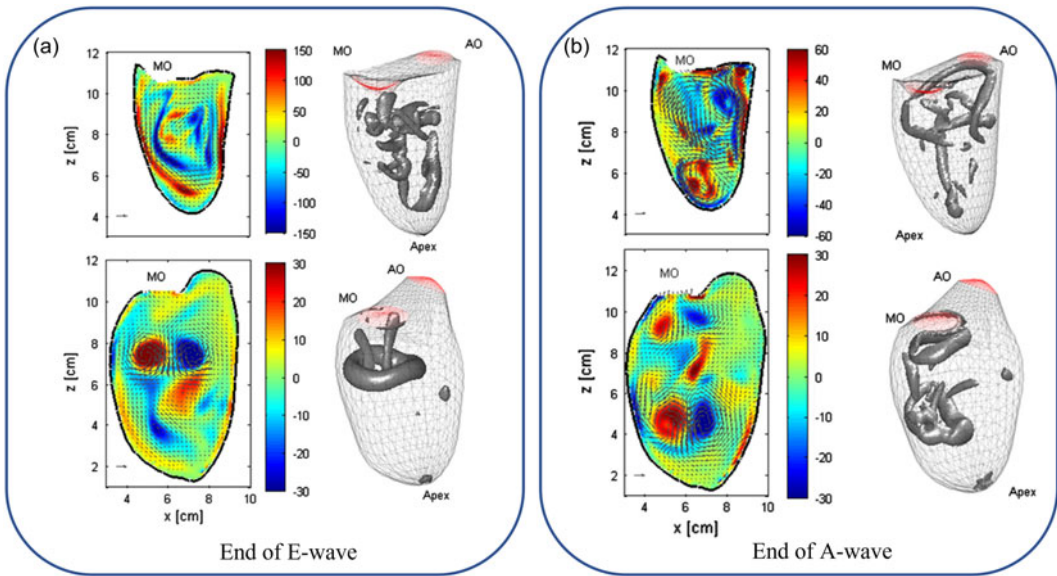 (a)
MO
AO
12
10
8
6
4
z [cm]
150
100
50
0
-50
-100
-150
Apex
MO
AO
MO
12
10
8
6
4
2
z [cm]
4 6 8 10
x [cm]
30
20
10
0
-10
-20
-30
Apex
End of E-wave
(b)
MO
AO
MO
12
10
8
6
4
z [cm]
60
40
20
0
-20
-40
-60
Apex
MO
AO
MO
12
10
8
6
4
2
z [cm]
4 6 8 10
x [cm]
30
20
10
0
-10
-20
-30
Apex
End of A-wave